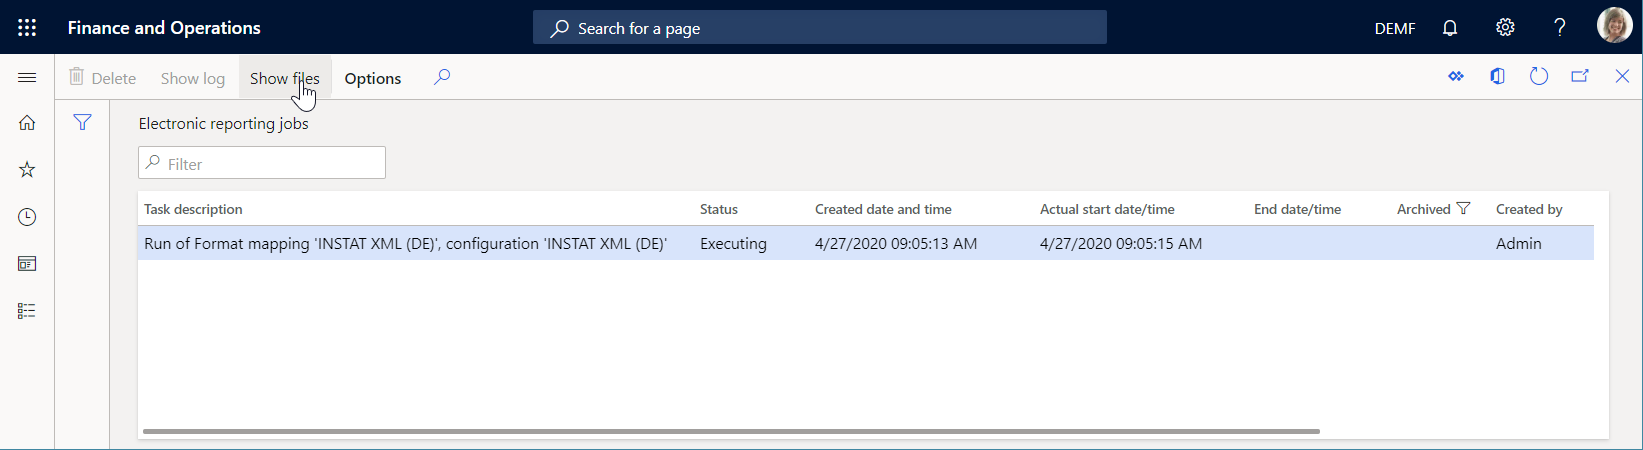 Finance and Operations
Search for a page
DEMF
Delete Show log Show files Options
Electronic reporting jobs
Filter
Task description Status Created date and time Actual start date/time End date/time Archived Created by
Run of Format mapping 'INSTAT XML (DE)', configuration 'INSTAT XML (DE)' Executing 4/27/2020 09:05:13 AM 4/27/2020 09:05:15 AM Admin